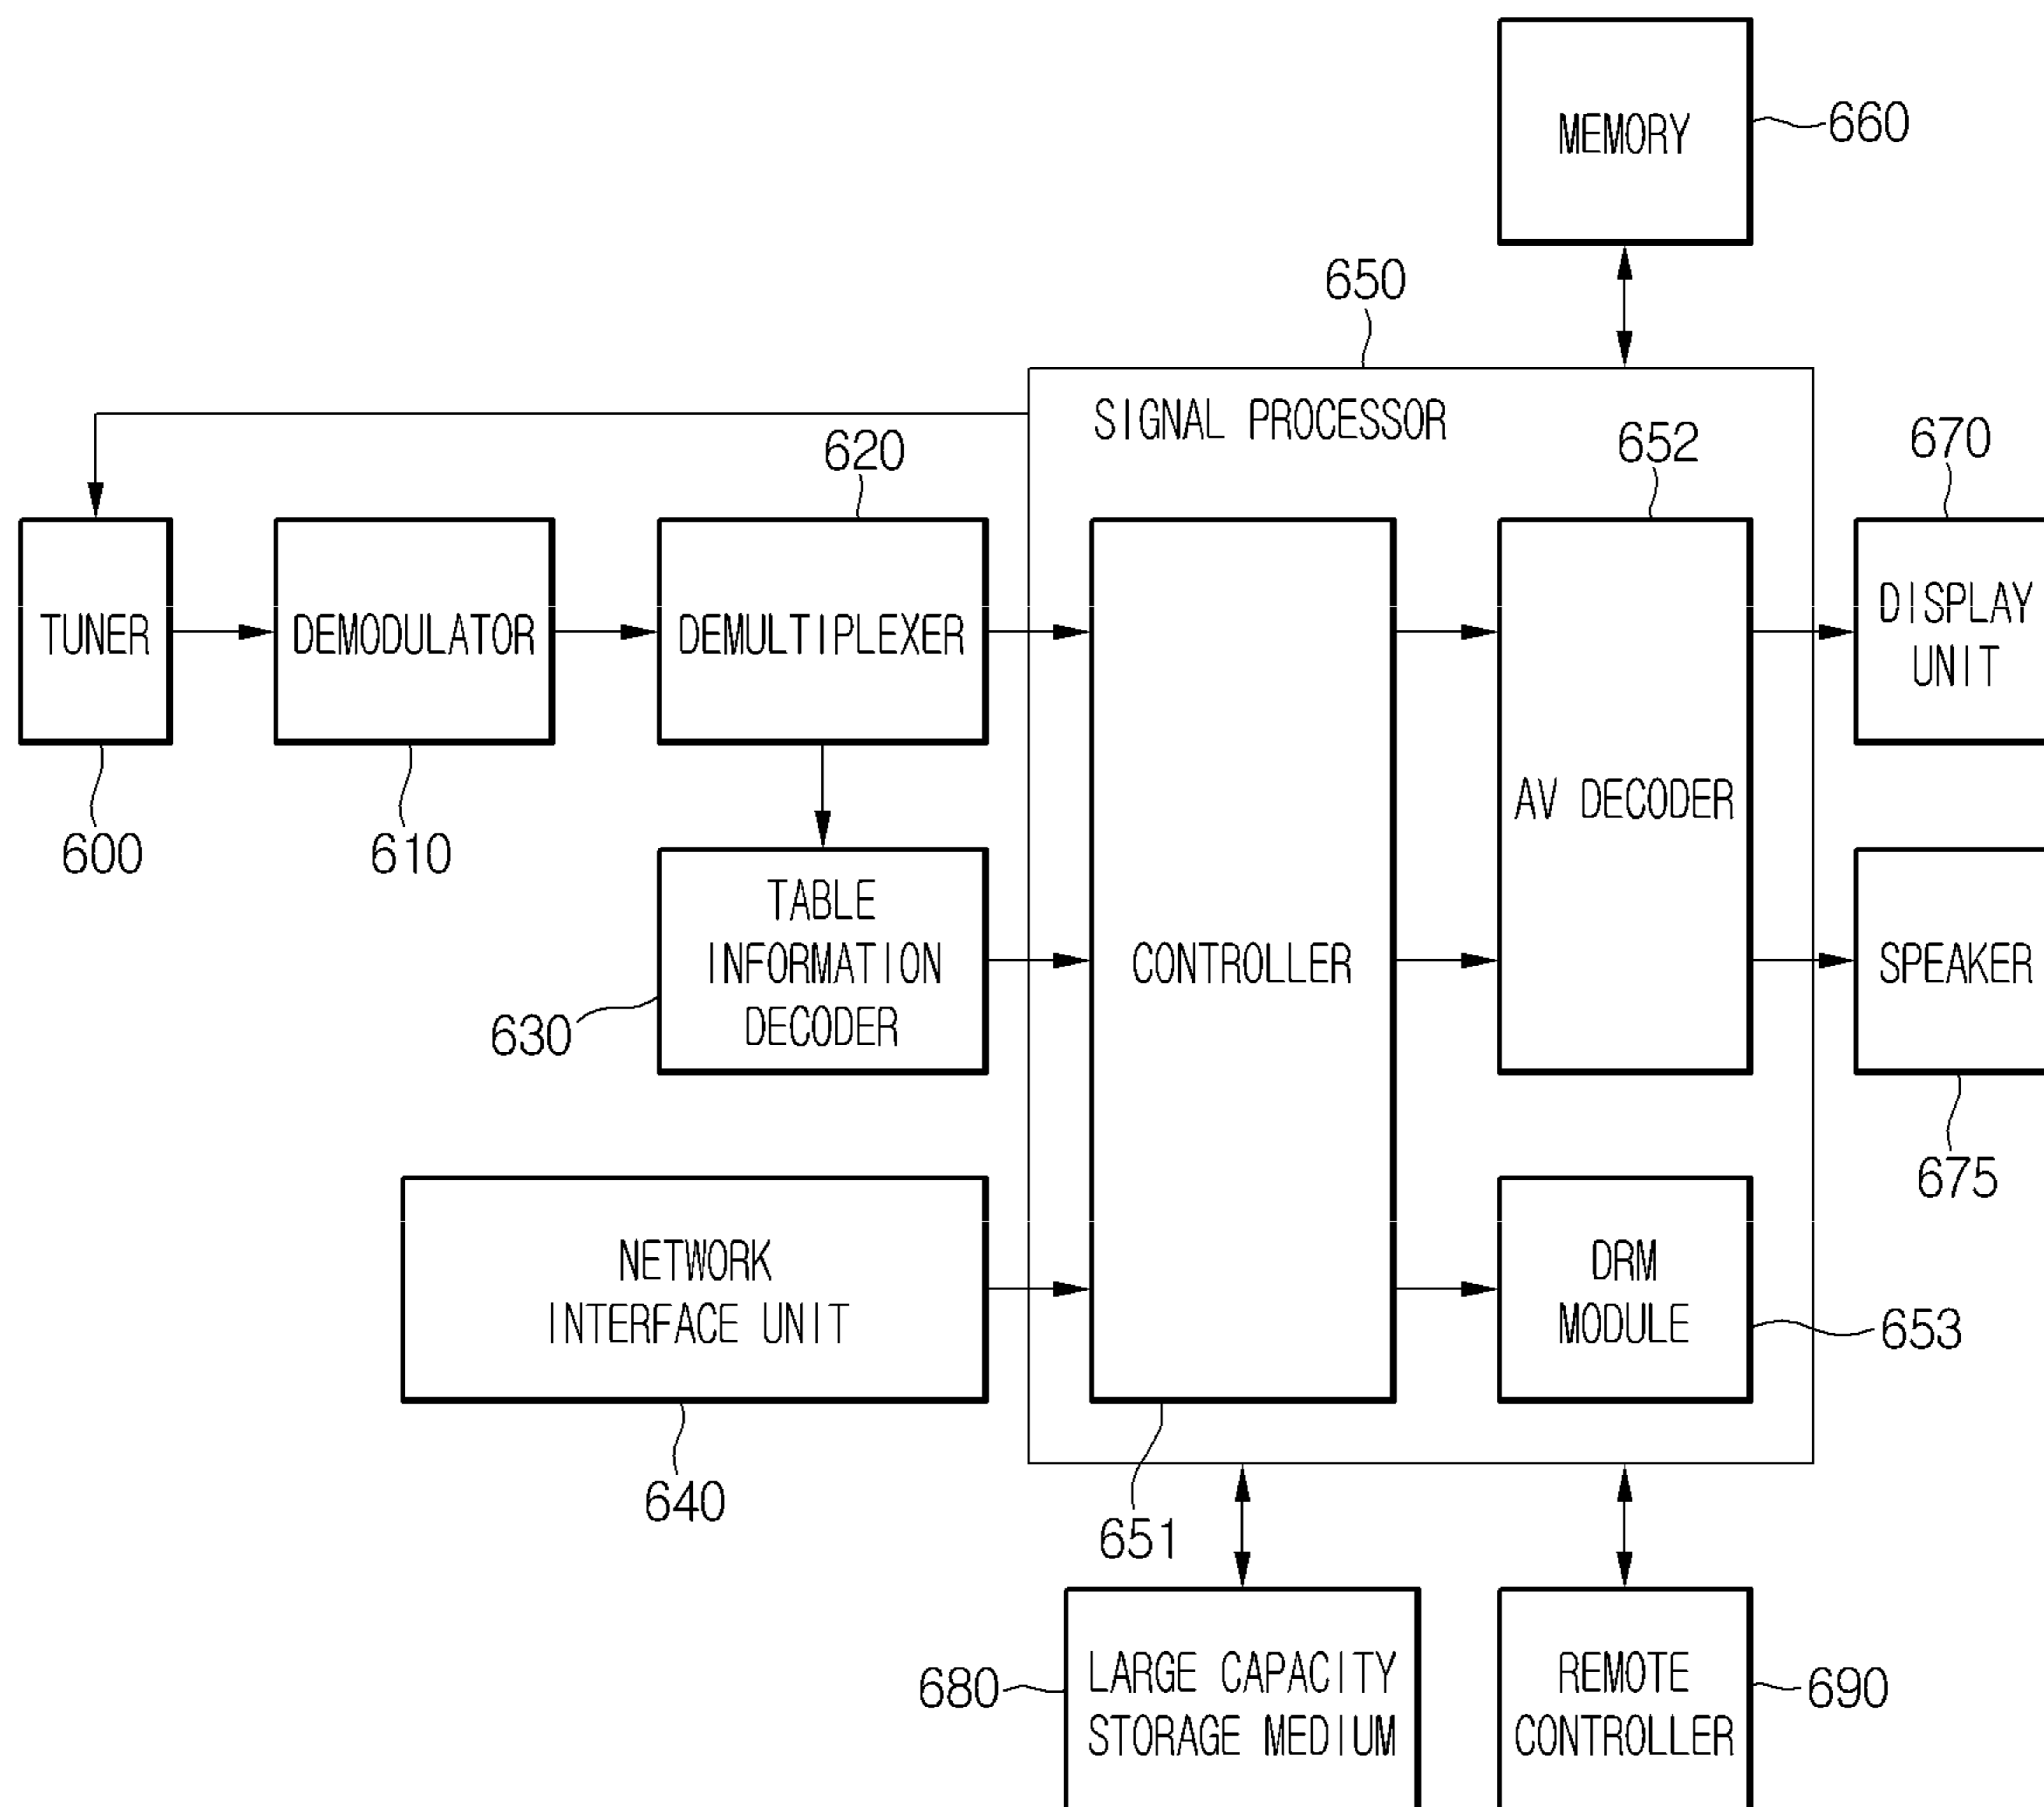 MEMORY
660
650
SIGNAL PROCESSOR
620
652
670
TUNER
DEMODULATOR
DEMULTIPLEXER
DISPLAY
UNIT
600
610
AV DECODER
TABLE
INFORMATION
DECODER
630
CONTROLLER
SPEAKER
675
NETWORK
INTERFACE UNIT
640
DRM
MODULE
653
651
680
LARGE CAPACITY
STORAGE MEDIUM
REMOTE
CONTROLLER
690